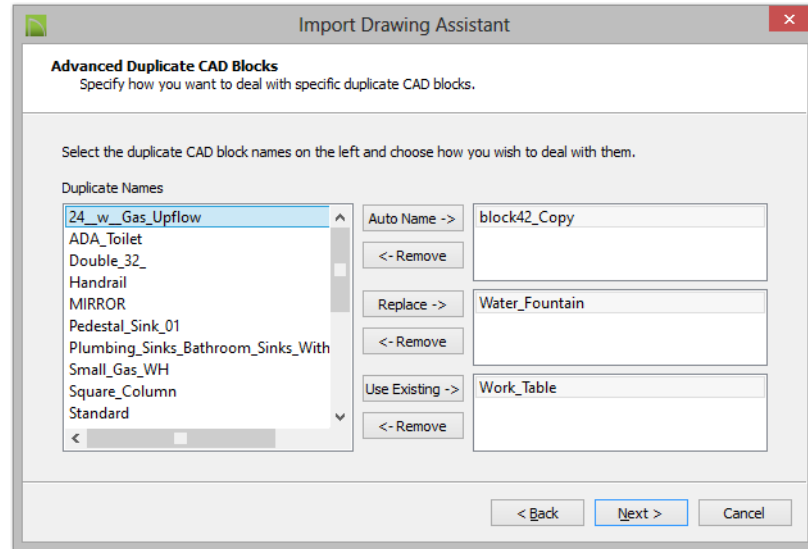 Import Drawing Assistant
Advanced Duplicate CAD Blocks
Specify how you want to deal with specific duplicate CAD blocks.
Select the duplicate CAD block names on the left and choose how you wish to deal with them.
Duplicate Names
24__w__Gas_Upflow
ADA_Toilet
Double_32_
Handrail
MIRROR
Pedestal_Sink_01
Plumbing_Sinks_Bathroom_Sinks_With
Small_Gas_WH
Square_Column
Standard
Auto Name ->
<- Remove
block42_Copy
Replace ->
<- Remove
Water_Fountain
Use Existing ->
<- Remove
Work_Table
< Back
Next >
Cancel